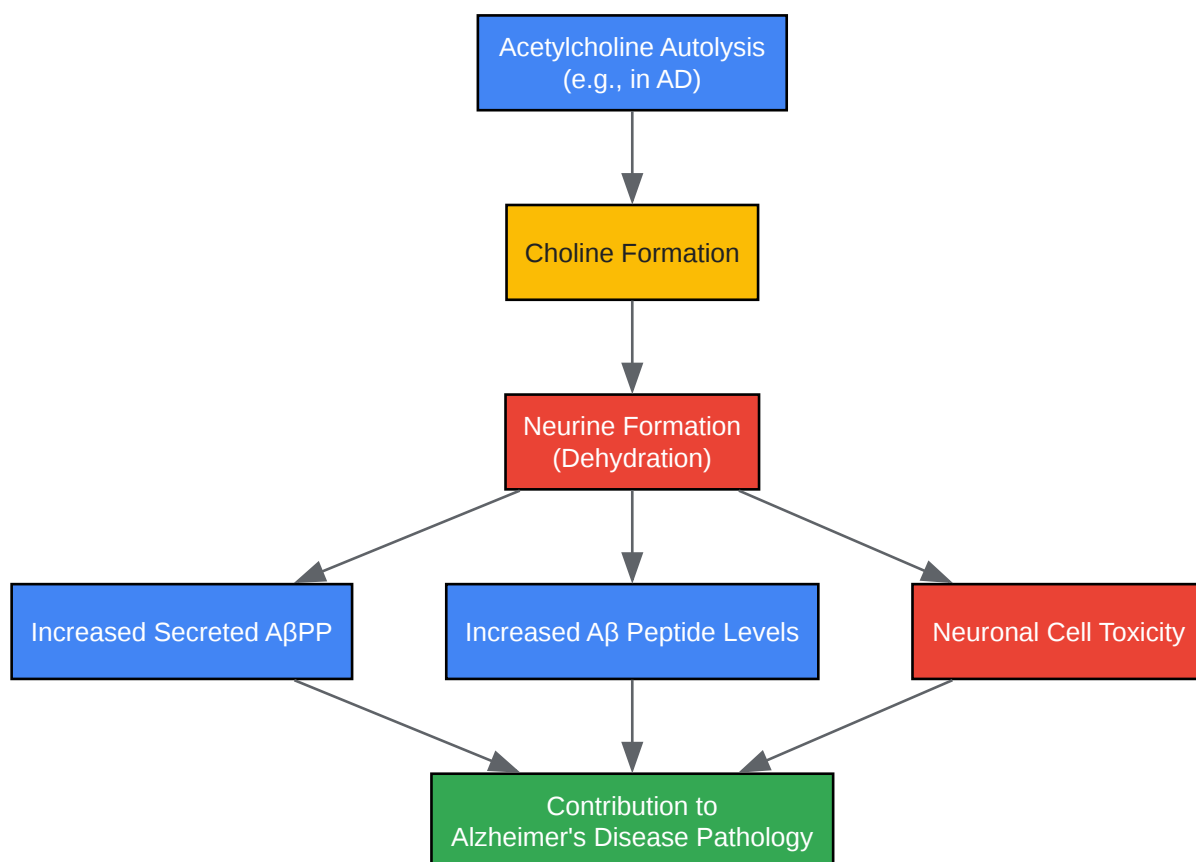 Acetylcholine Autolysis
(e.g., in AD)
Choline Formation
Neurine Formation
(Dehydration)
Increased Secreted AβPP
Increased Aβ Peptide Levels
Neuronal Cell Toxicity
Contribution to
Alzheimer's Disease Pathology